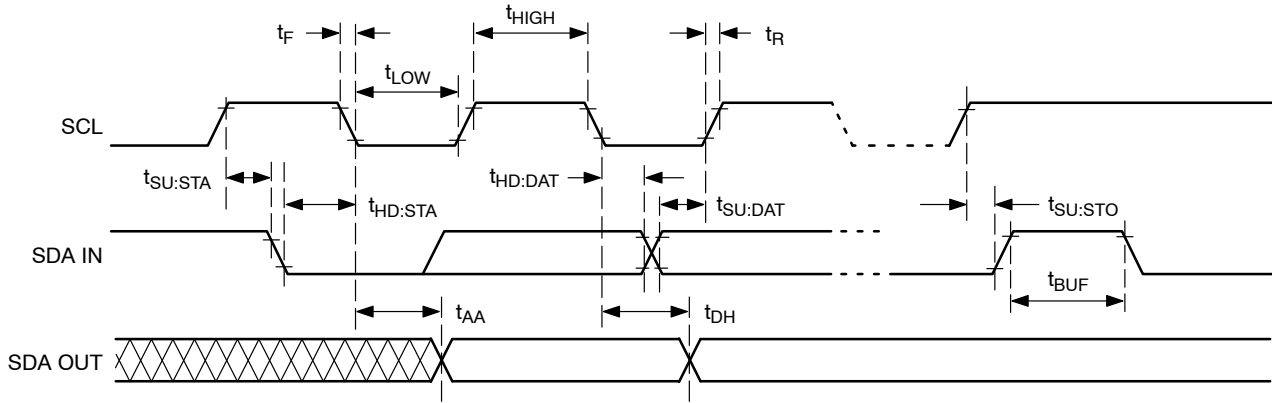 tHIGH
tF
tR
tLOW
SCL
tSU:STA
tHD:DAT
tHD:STA
tSU:DAT
tSU:STO
SDA IN
tBUF
tAA
tDH
SDA OUT